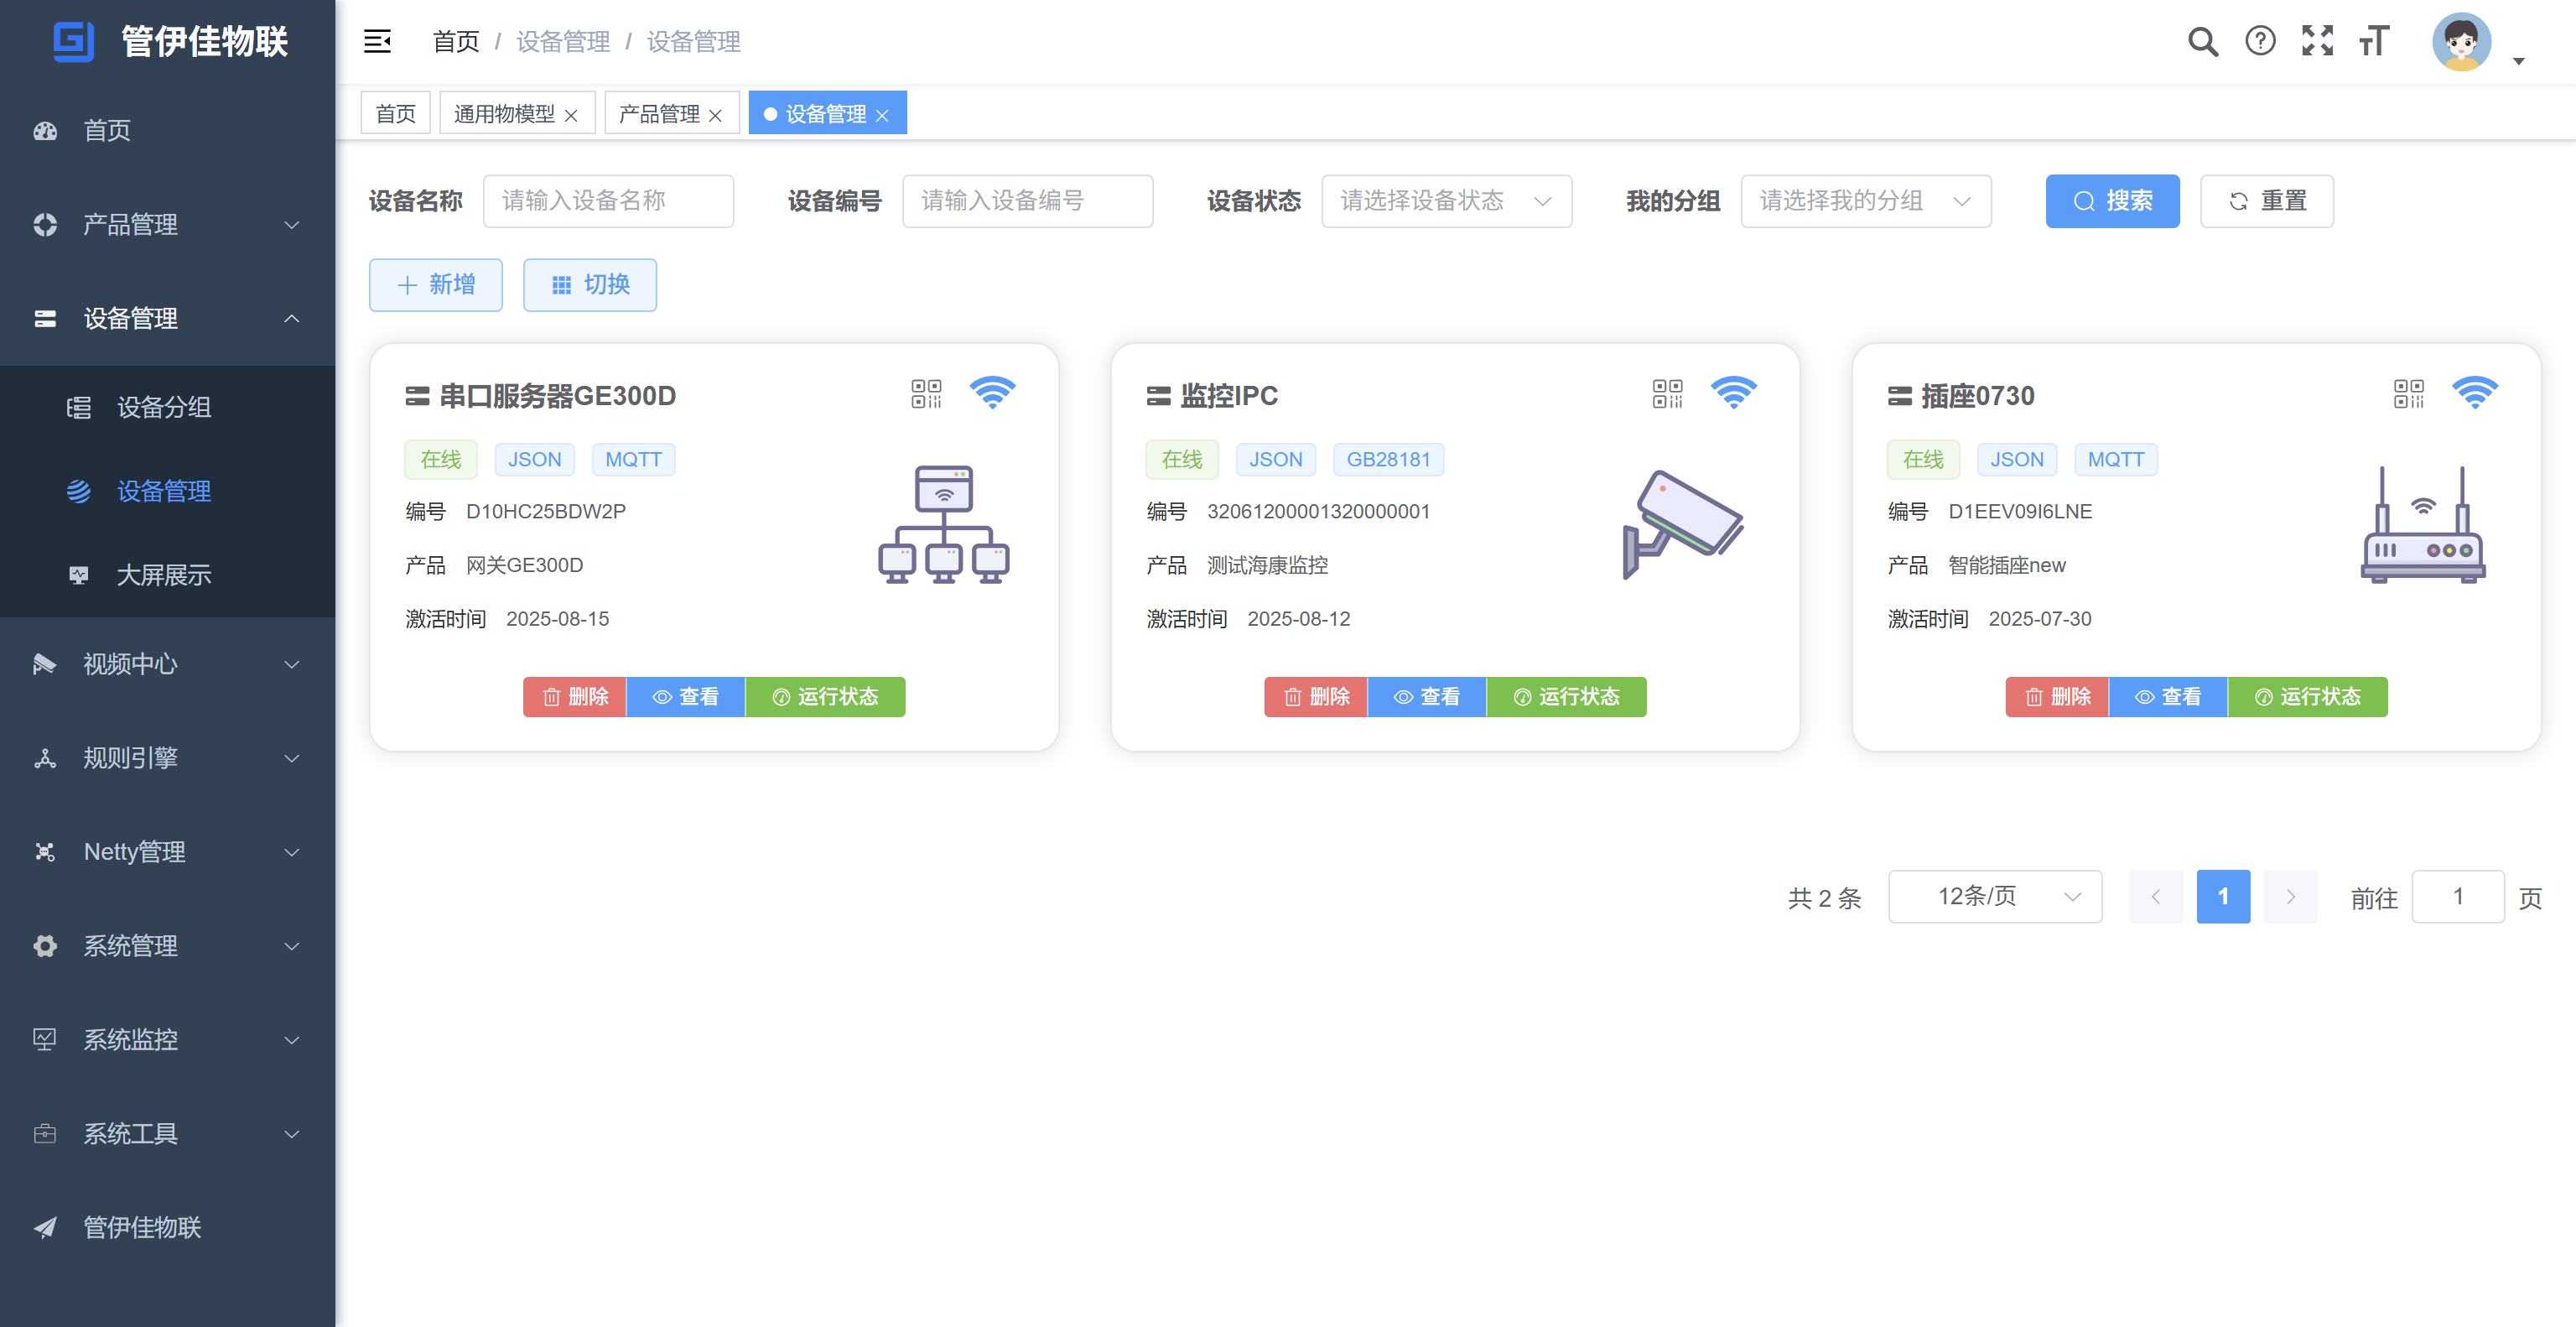 管伊佳物联
首页 / 设备管理 / 设备管理
首页
产品管理
设备管理
设备分组
设备管理
大屏展示
视频中心
规则引擎
Netty管理
系统管理
系统监控
系统工具
管伊佳物联
首页 通用物模型 产品管理 设备管理
设备名称 请输入设备名称 设备编号 请输入设备编号 设备状态 请选择设备状态 我的分组 请选择我的分组 搜索 重置
新增 切换
串口服务器GE300D
在线 JSON MQTT
编号 D10HC25BDW2P
产品 网关GE300D
激活时间 2025-08-15
删除 查看 运行状态
监控IPC
在线 JSON GB28181
编号 32061200001320000001
产品 测试海康监控
激活时间 2025-08-12
删除 查看 运行状态
插座0730
在线 JSON MQTT
编号 D1EEV09I6LNE
产品 智能插座new
激活时间 2025-07-30
删除 查看 运行状态
共 2 条 12条/页 1 前往 1 页